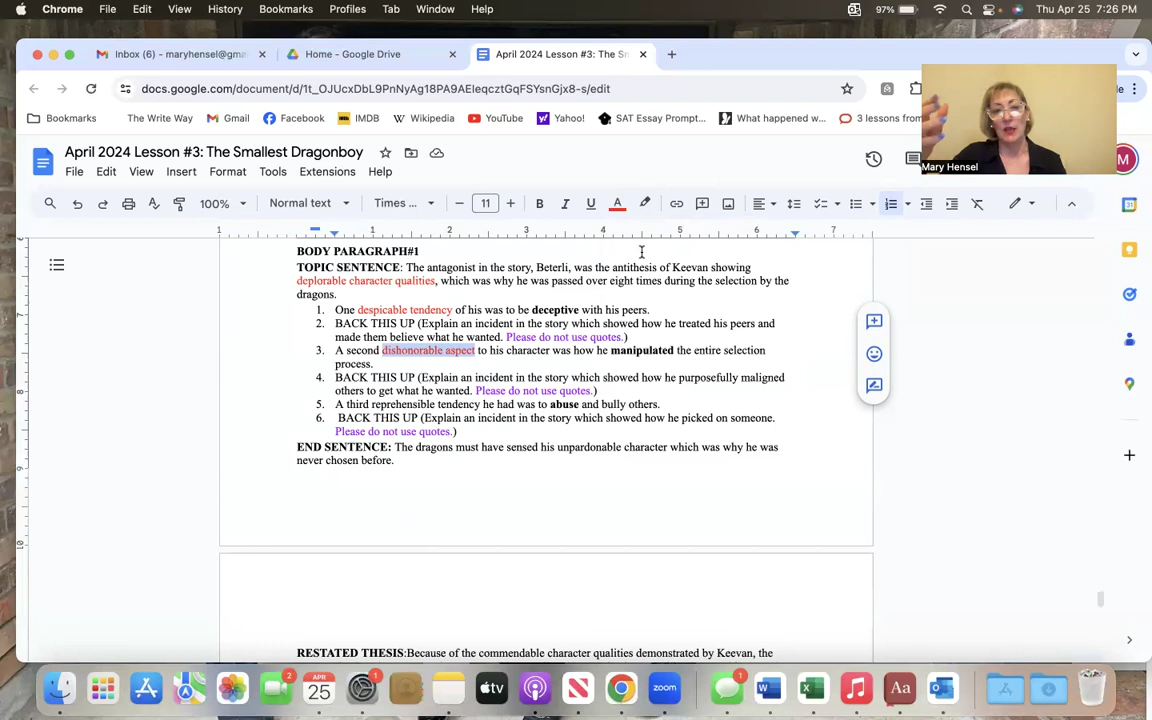 Chrome File Edit View History Bookmarks Profiles Tab Window Help 97% Thu Apr 25 7:26 PM
Inbox (6) - maryhensel@gma Home - Google Drive April 2024 Lesson #3: The Sm
docs.google.com/document/d/1t_OJUcxDbL9PnNyAg18PA9AEleqcztGqFSYsnGjx8-s/edit
Bookmarks The Write Way Gmail Facebook IMDB Wikipedia YouTube Yahoo! SAT Essay Prompt... What happened w... 3 lessons from
Mary Hensel
April 2024 Lesson #3: The Smallest Dragonboy
File Edit View Insert Format Tools Extensions Help
100% Normal text Times ... 11
BODY PARAGRAPH#1
TOPIC SENTENCE: The antagonist in the story, Beterli, was the antithesis of Keevan showing
deplorable character qualities, which was why he was passed over eight times during the selection by the
dragons.
1. One despicable tendency of his was to be deceptive with his peers.
2. BACK THIS UP (Explain an incident in the story which showed how he treated his peers and
made them believe what he wanted. Please do not use quotes.)
3. A second dishonorable aspect to his character was how he manipulated the entire selection
process.
4. BACK THIS UP (Explain an incident in the story which showed how he purposefully maligned
others to get what he wanted. Please do not use quotes.)
5. A third reprehensible tendency he had was to abuse and bully others.
6. BACK THIS UP (Explain an incident in the story which showed how he picked on someone.
Please do not use quotes.)
END SENTENCE: The dragons must have sensed his unpardonable character which was why he was
never chosen before.
RESTATED THESIS:Because of the commendable character qualities demonstrated by Keevan, the
APR
25
2
1
tv
zoom
1
Aa